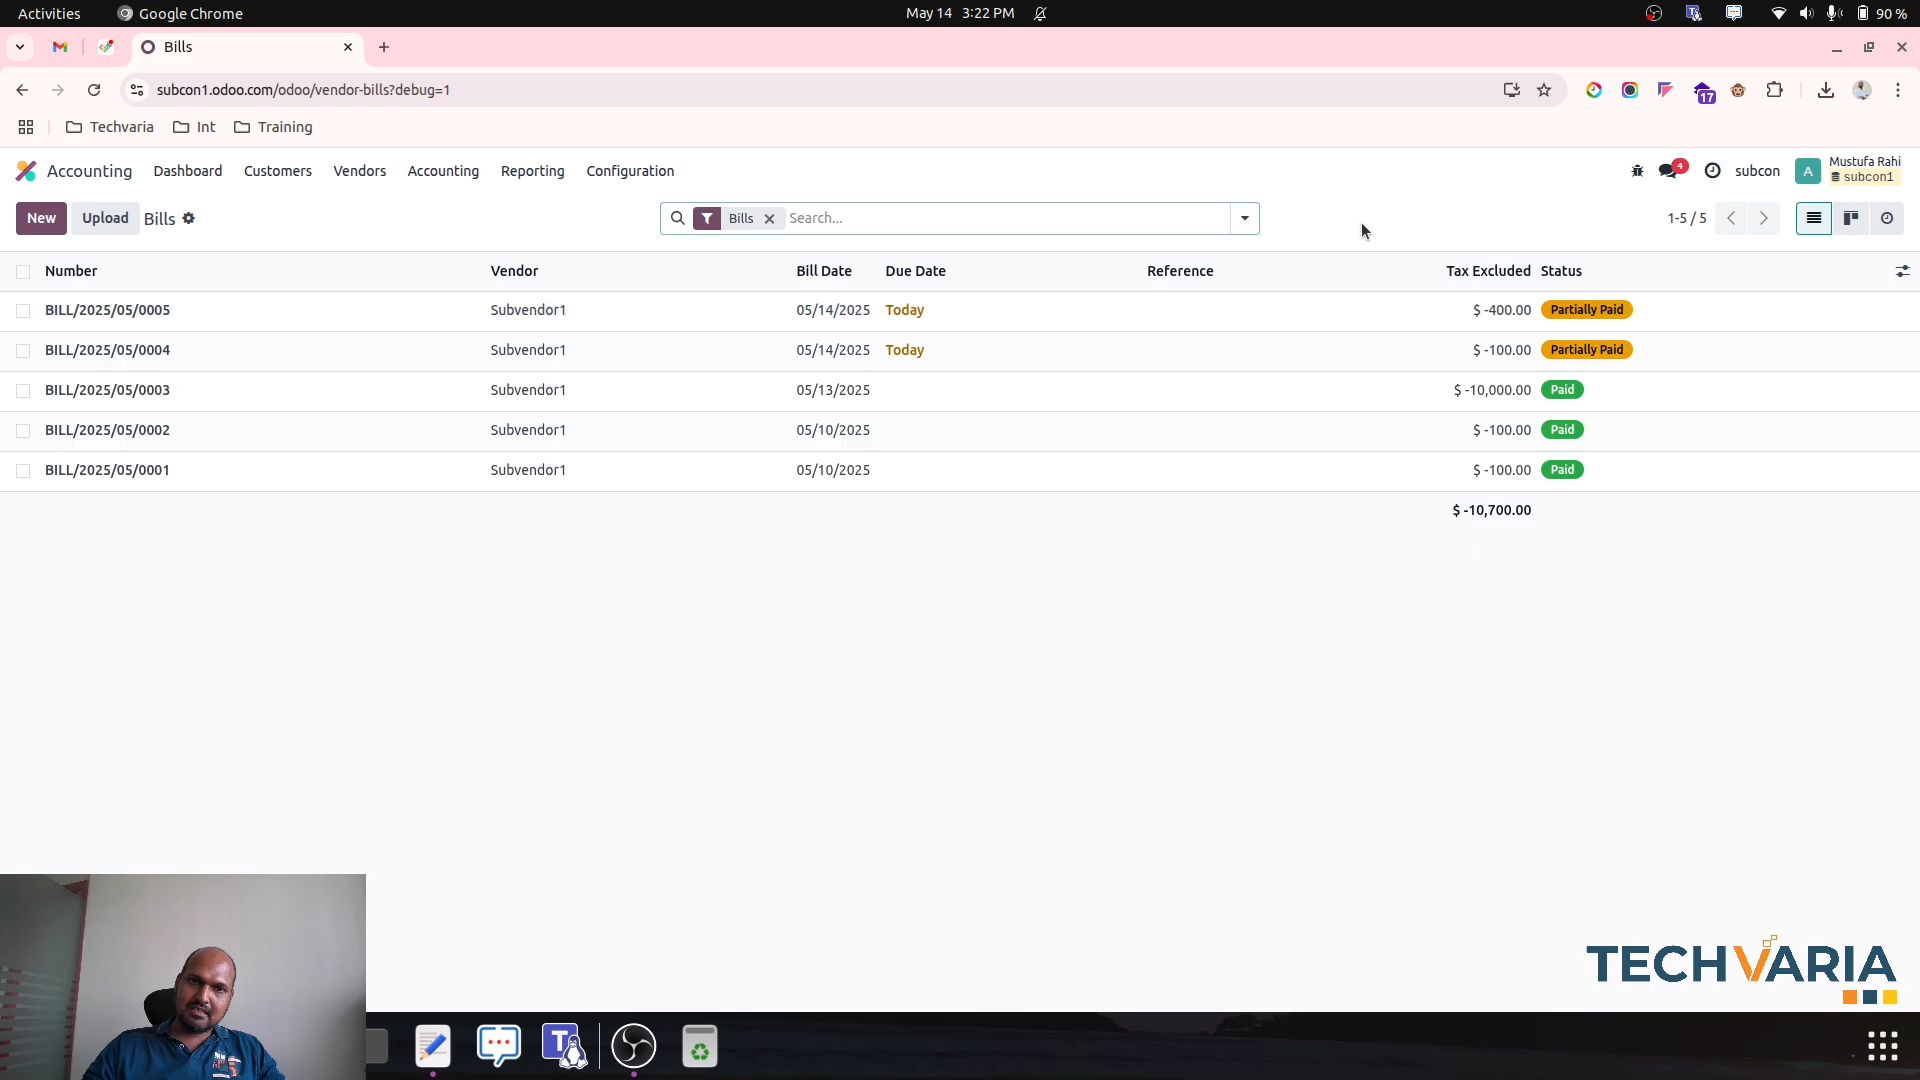 Activities Google Chrome May 14 3:22 PM 90 %
Bills
subcon1.odoo.com/odoo/vendor-bills?debug=1 17
Techvaria Int Training
Accounting Dashboard Customers Vendors Accounting Reporting Configuration 4 subcon A Mustufa Rahi
subcon1
New Upload Bills Bills Search... 1-5 / 5
Number Vendor Bill Date Due Date Reference Tax Excluded Status
BILL/2025/05/0005 Subvendor1 05/14/2025 Today $ -400.00 Partially Paid
BILL/2025/05/0004 Subvendor1 05/14/2025 Today $ -100.00 Partially Paid
BILL/2025/05/0003 Subvendor1 05/13/2025 $ -10,000.00 Paid
BILL/2025/05/0002 Subvendor1 05/10/2025 $ -100.00 Paid
BILL/2025/05/0001 Subvendor1 05/10/2025 $ -100.00 Paid
$ -10,700.00
TECHVARIA
T